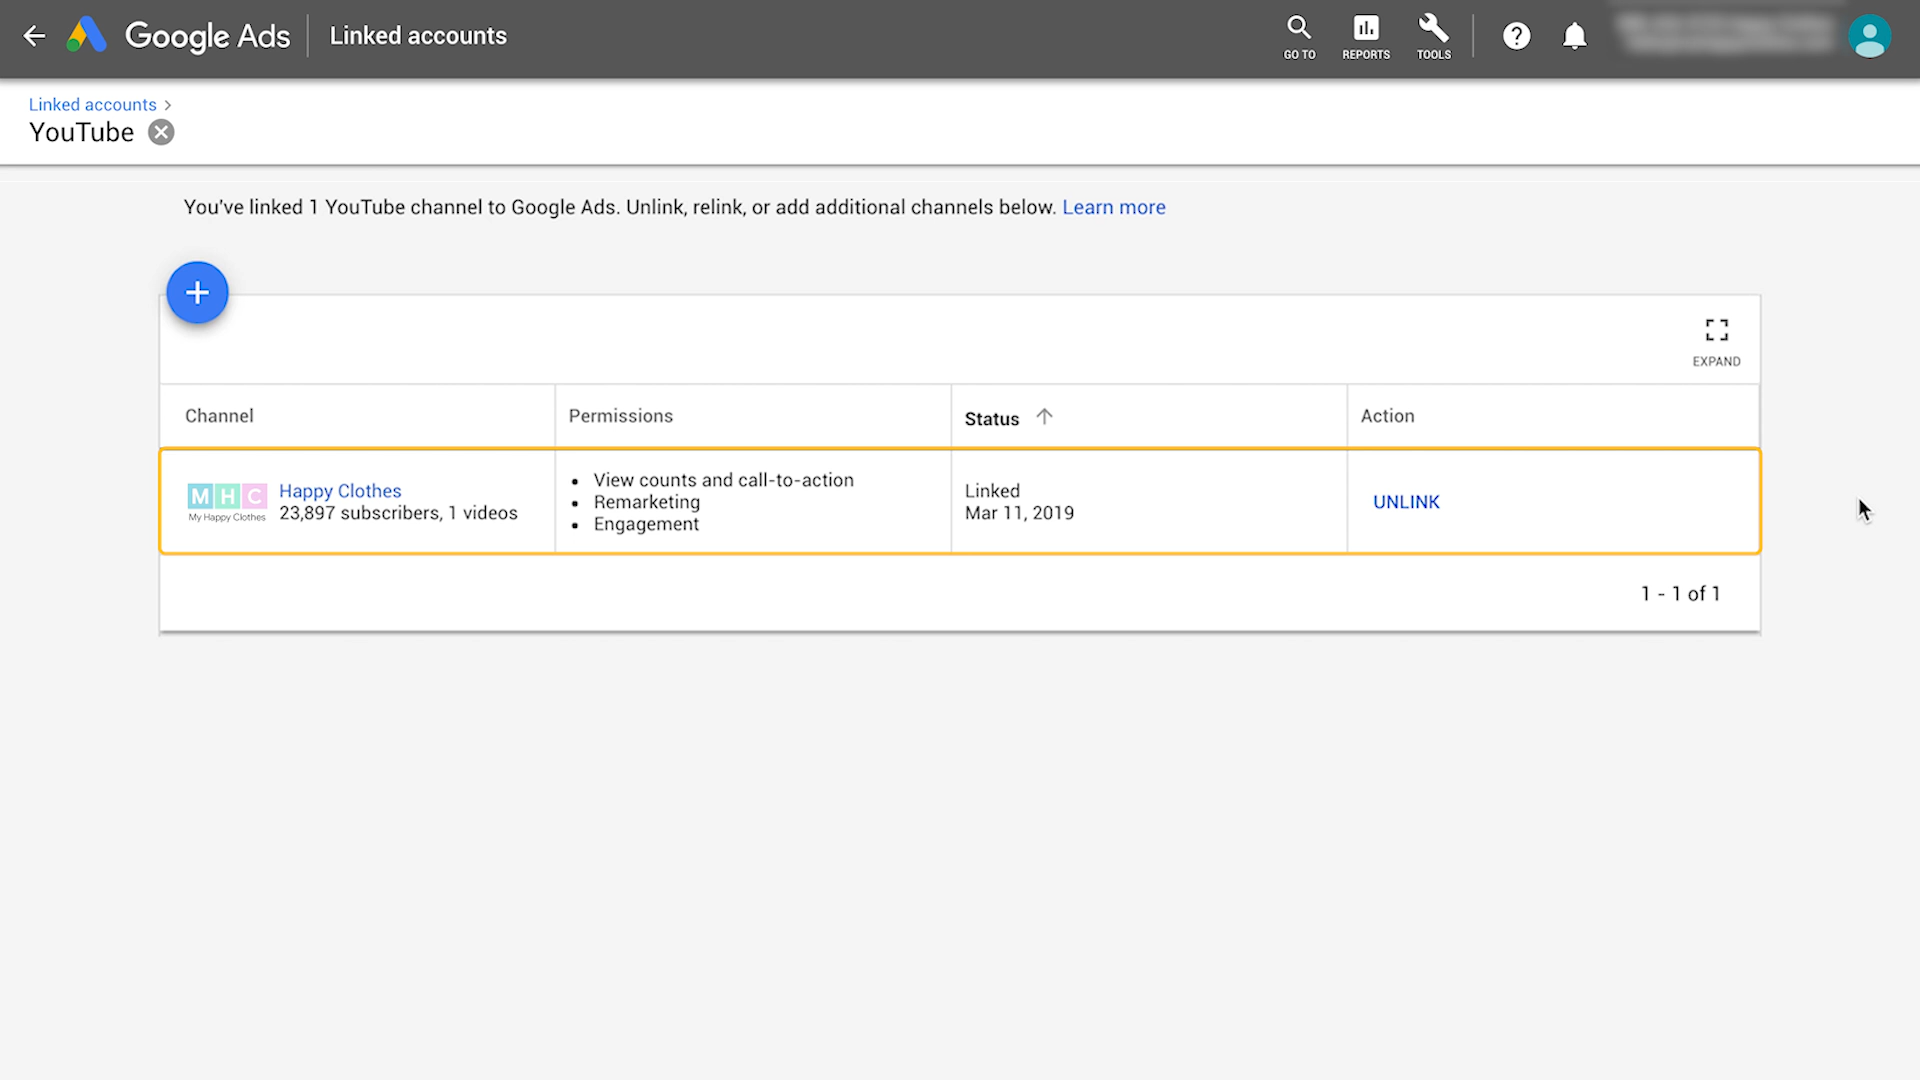 Google Ads
Linked accounts
GO TO
REPORTS
TOOLS
Linked accounts
YouTube
You've linked 1 YouTube channel to Google Ads. Unlink, relink, or add additional channels below. Learn more
EXPAND
Channel
Permissions
Status
Action
MHC
My Happy Clothes
Happy Clothes
23,897 subscribers, 1 videos
View counts and call-to-action
Remarketing
Engagement
Linked
Mar 11, 2019
UNLINK
1 - 1 of 1